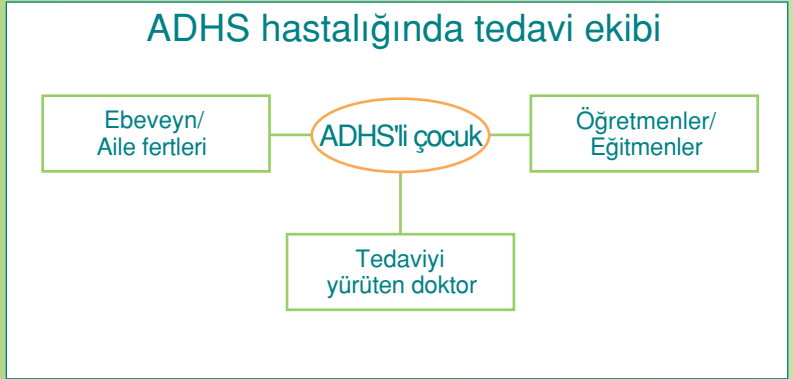 ADHS hastalığında tedavi ekibi
Ebeveyn/
Aile fertleri
ADHS'li çocuk
Öğretmenler/
Eğitmenler
Tedaviyi
yürüten doktor